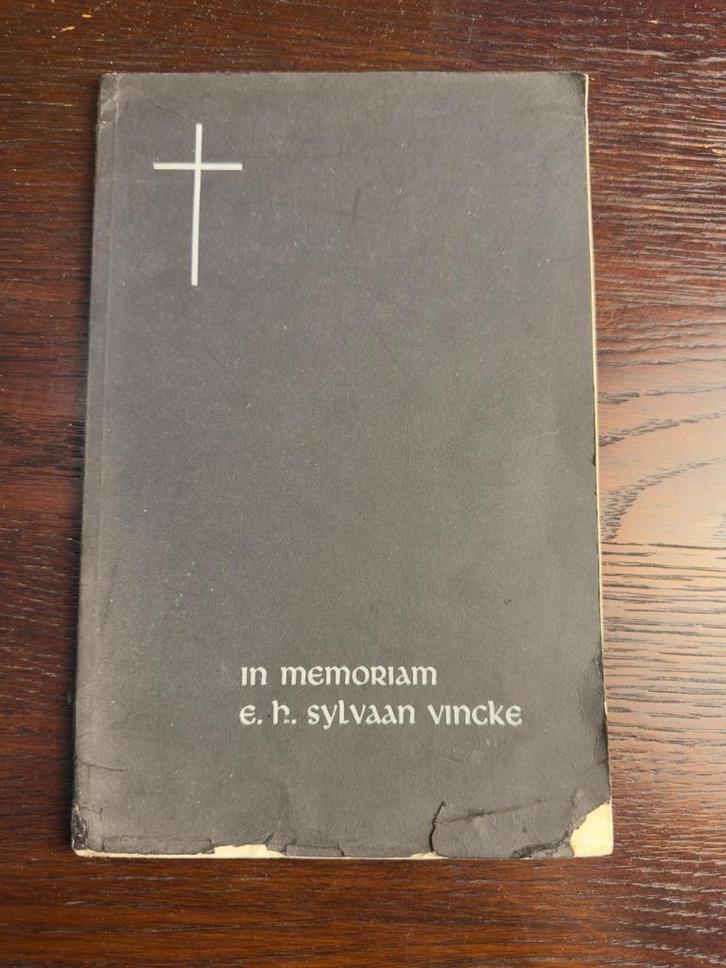 in memoriam
e. h. sylvaan vincke